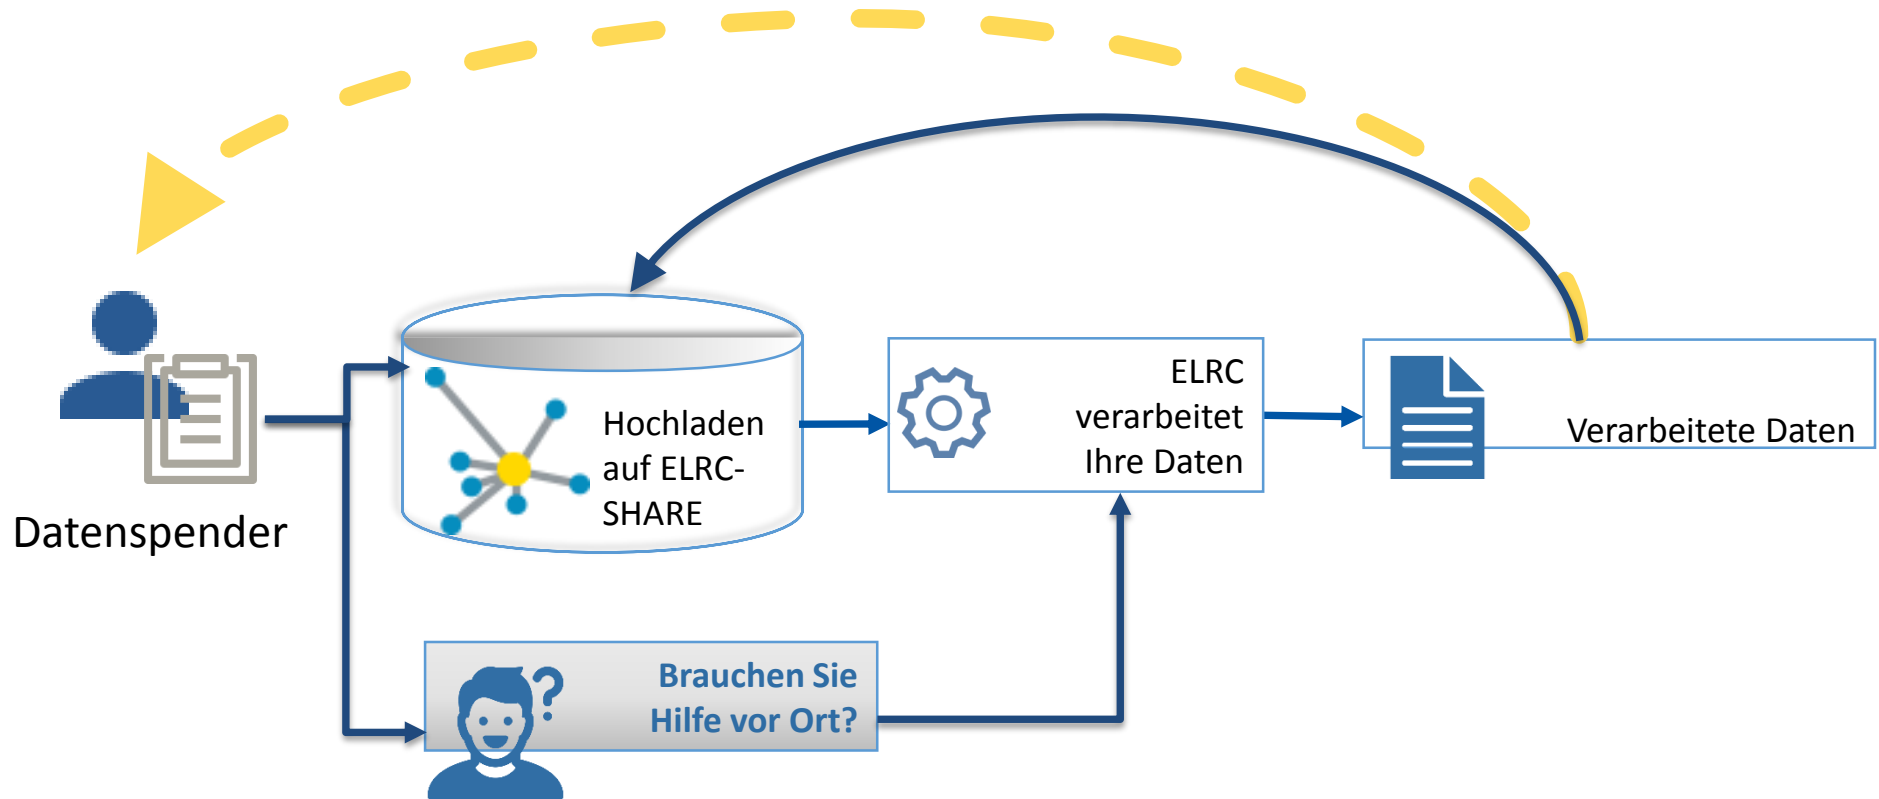 Datenspender
Hochladen
auf ELRC-
SHARE
ELRC
verarbeitet
Ihre Daten
Verarbeitete Daten
Brauchen Sie
Hilfe vor Ort?